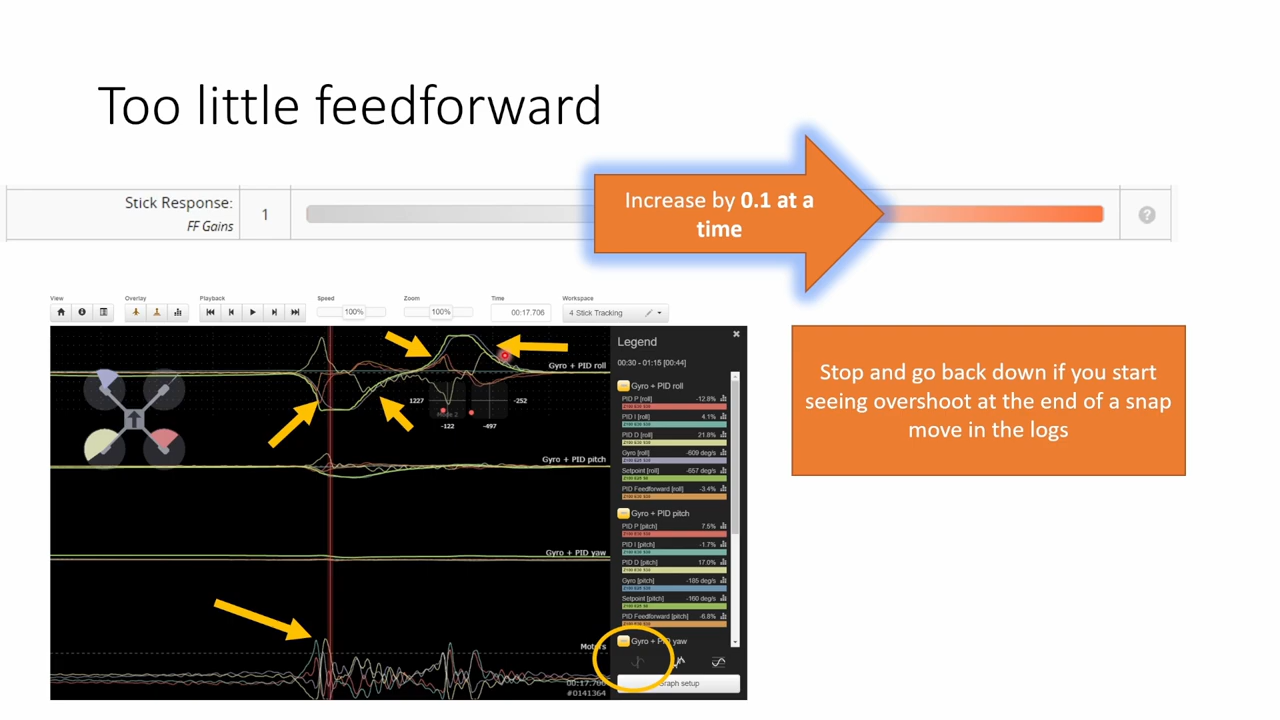 Too little feedforward
Stick Response:
FF Gains
1
Increase by 0.1 at a
time
View
Overlay
Playback
Speed
Zoom
Time
Workspace
100%
100%
00:17.706
4 Stick Tracking
Gyro + PID roll
1227
-252
Mode 2
-122
-497
Gyro + PID pitch
Gyro + PID yaw
Motors
00:17.706
#0141364
Legend
00:30 - 01:15 [00:44]
Gyro + PID roll
PID P [roll] -12.8%
PID I [roll] 4.1%
PID D [roll] 21.8%
Gyro [roll] -609 deg/s
Setpoint [roll] -657 deg/s
PID Feedforward [roll] -3.4%
Gyro + PID pitch
PID P [pitch] 7.5%
PID I [pitch] -1.7%
PID D [pitch] 17.0%
Gyro [pitch] -185 deg/s
Setpoint [pitch] -160 deg/s
PID Feedforward [pitch] -6.8%
Gyro + PID yaw
Graph setup
Stop and go back down if you start
seeing overshoot at the end of a snap
move in the logs